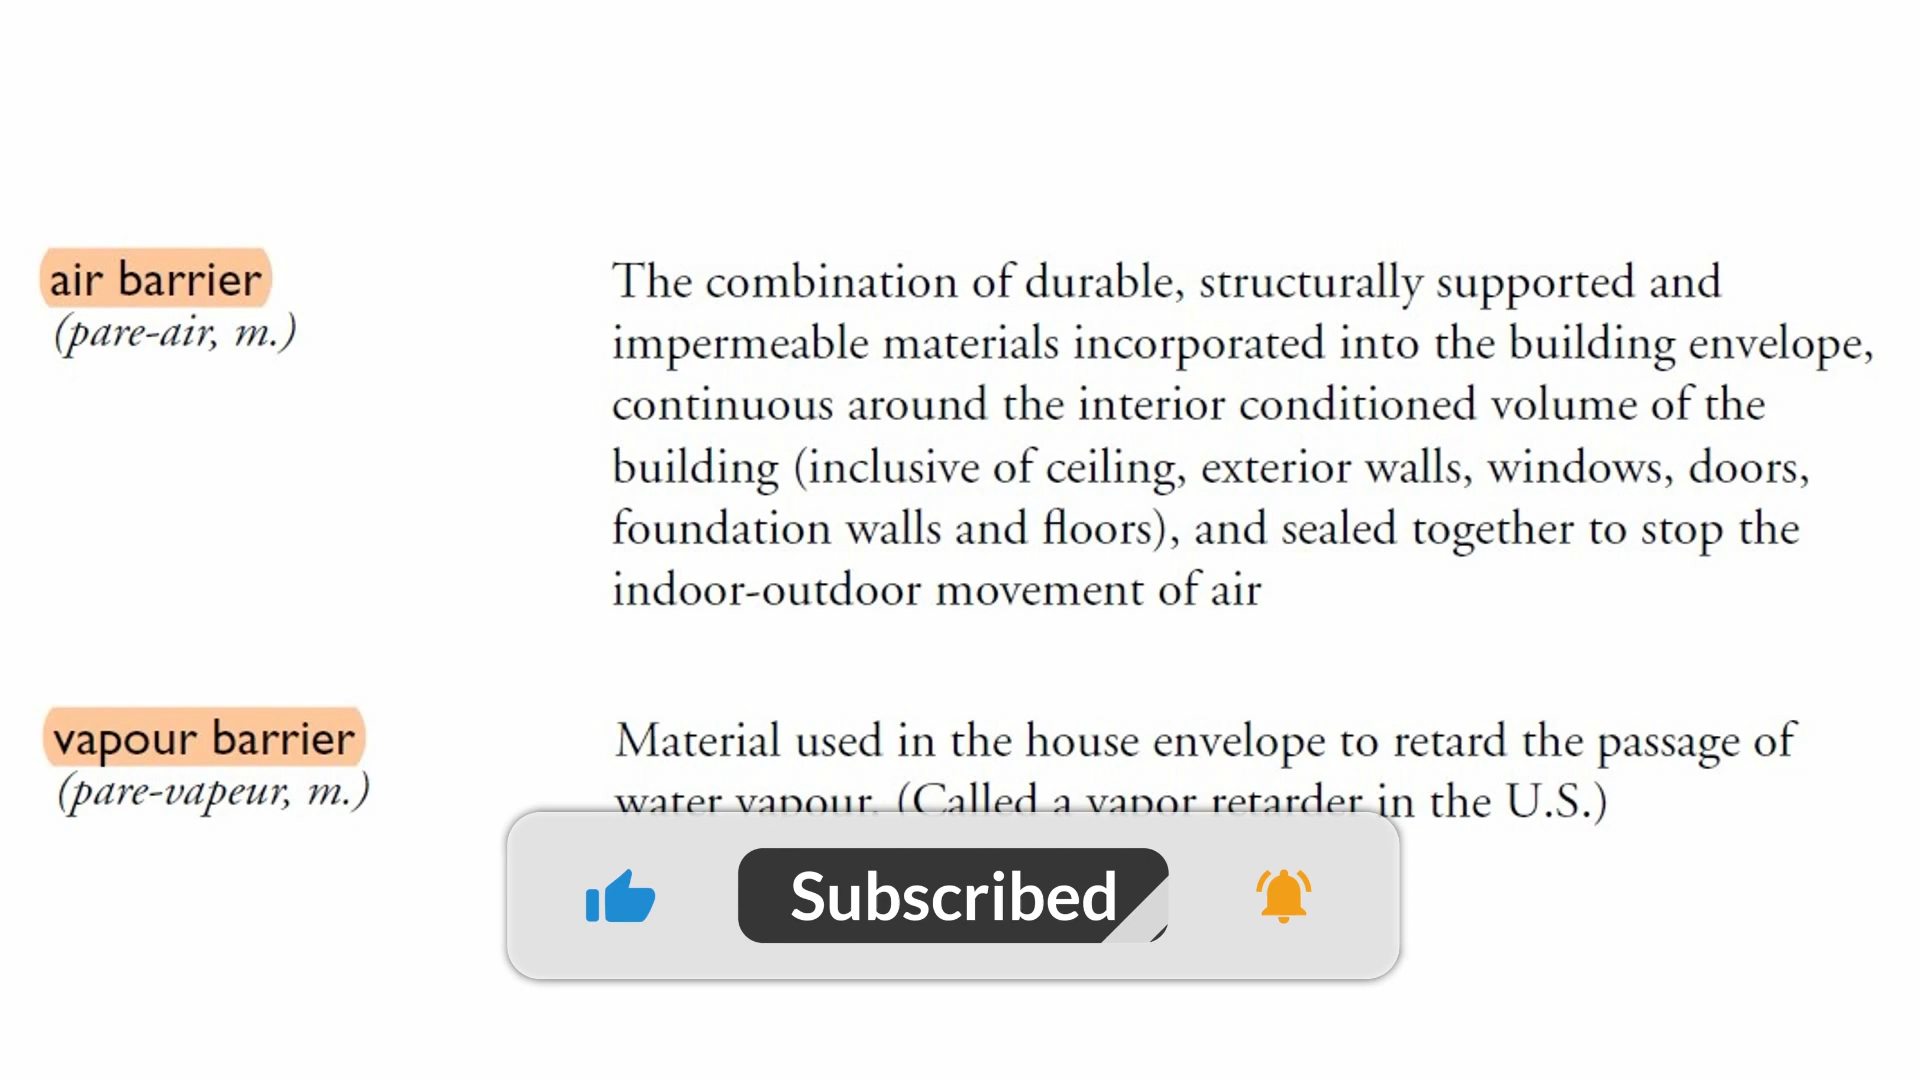 air barrier
(pare-air, m.)
The combination of durable, structurally supported and
impermeable materials incorporated into the building envelope,
continuous around the interior conditioned volume of the
building (inclusive of ceiling, exterior walls, windows, doors,
foundation walls and floors), and sealed together to stop the
indoor-outdoor movement of air
vapour barrier
(pare-vapeur, m.)
Material used in the house envelope to retard the passage of
water vapour. (Called a vapor retarder in the U.S.)
Subscribed